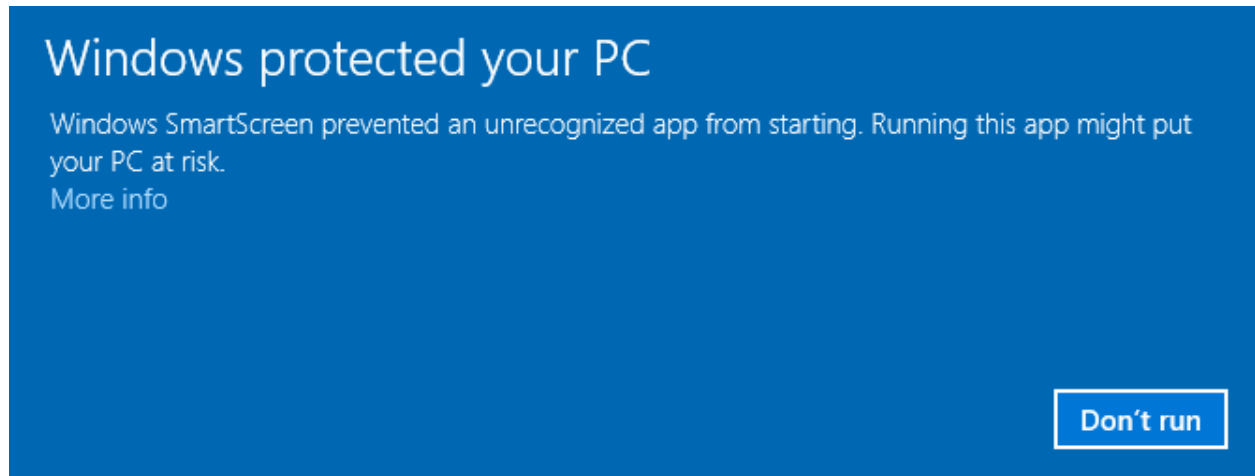 Windows protected your PC
Windows SmartScreen prevented an unrecognized app from starting. Running this app might put
your PC at risk.
More info
Don’t run